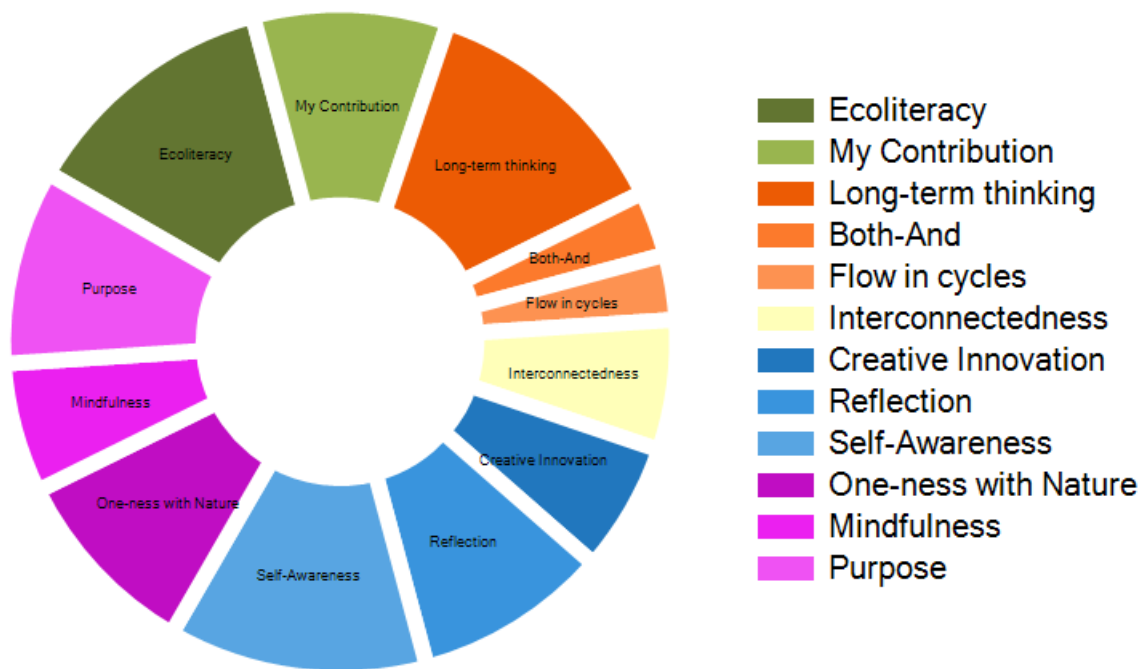 My Contribution
Ecoliteracy
Long-term thinking
Both-And
Purpose
Flow in cycles
Interconnectedness
Mindfulness
Creative Innovation
One-ness with Nature
Reflection
Self-Awareness
Ecoliteracy
My Contribution
Long-term thinking
Both-And
Flow in cycles
Interconnectedness
Creative Innovation
Reflection
Self-Awareness
One-ness with Nature
Mindfulness
Purpose